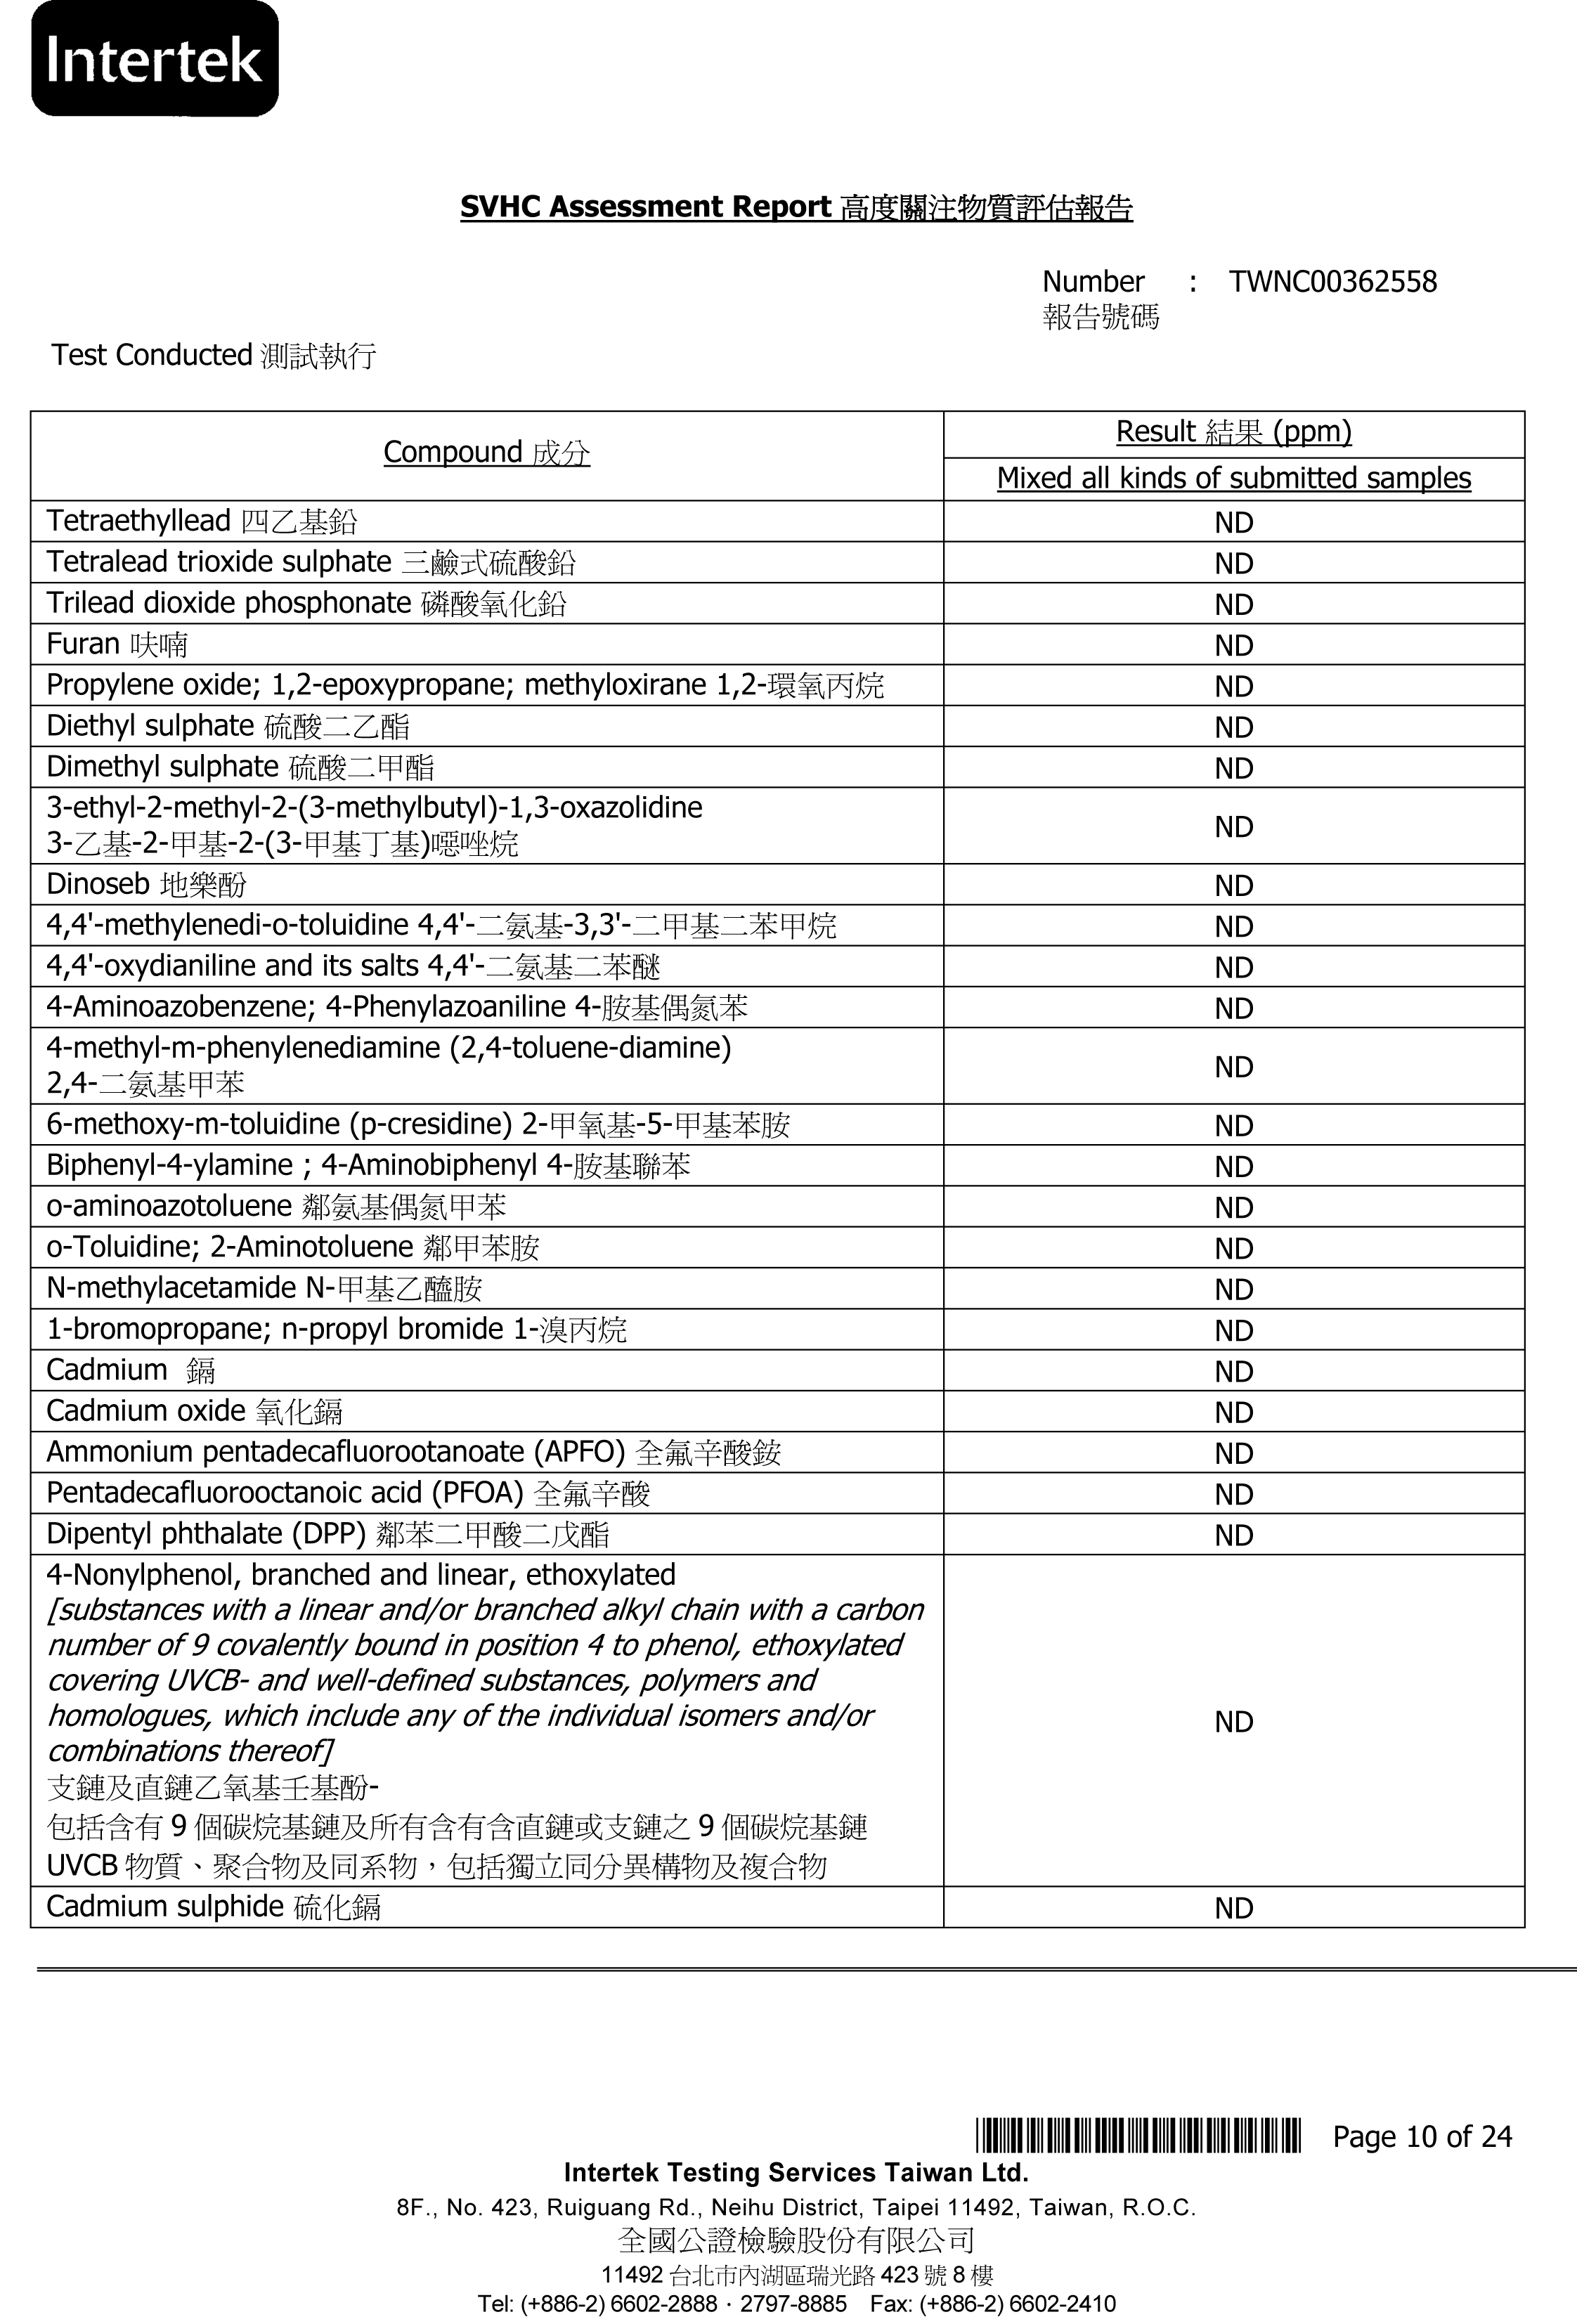 Intertek
SVHC Assessment Report 高度關注物質評估報告
Number : TWNC00362558
報告號碼
Test Conducted 測試執行
Compound 成分
Result 結果 (ppm)
Mixed all kinds of submitted samples
Tetraethyllead 四乙基鉛 ND
Tetralead trioxide sulphate 三鹼式硫酸鉛 ND
Trilead dioxide phosphonate 磷酸氧化鉛 ND
Furan 呋喃 ND
Propylene oxide; 1,2-epoxypropane; methyloxirane 1,2-環氧丙烷 ND
Diethyl sulphate 硫酸二乙酯 ND
Dimethyl sulphate 硫酸二甲酯 ND
3-ethyl-2-methyl-2-(3-methylbutyl)-1,3-oxazolidine
3-乙基-2-甲基-2-(3-甲基丁基)噁唑烷 ND
Dinoseb 地樂酚 ND
4,4'-methylenedi-o-toluidine 4,4'-二氨基-3,3'-二甲基二苯甲烷 ND
4,4'-oxydianiline and its salts 4,4'-二氨基二苯醚 ND
4-Aminoazobenzene; 4-Phenylazoaniline 4-胺基偶氮苯 ND
4-methyl-m-phenylenediamine (2,4-toluene-diamine)
2,4-二氨基甲苯 ND
6-methoxy-m-toluidine (p-cresidine) 2-甲氧基-5-甲基苯胺 ND
Biphenyl-4-ylamine ; 4-Aminobiphenyl 4-胺基聯苯 ND
o-aminoazotoluene 鄰氨基偶氮甲苯 ND
o-Toluidine; 2-Aminotoluene 鄰甲苯胺 ND
N-methylacetamide N-甲基乙醯胺 ND
1-bromopropane; n-propyl bromide 1-溴丙烷 ND
Cadmium 鎘 ND
Cadmium oxide 氧化鎘 ND
Ammonium pentadecafluorootanoate (APFO) 全氟辛酸銨 ND
Pentadecafluorooctanoic acid (PFOA) 全氟辛酸 ND
Dipentyl phthalate (DPP) 鄰苯二甲酸二戊酯 ND
4-Nonylphenol, branched and linear, ethoxylated
[substances with a linear and/or branched alkyl chain with a carbon
number of 9 covalently bound in position 4 to phenol, ethoxylated
covering UVCB- and well-defined substances, polymers and
homologues, which include any of the individual isomers and/or
combinations thereof]
支鏈及直鏈乙氧基壬基酚-
包括含有 9 個碳烷基鏈及所有含有含直鏈或支鏈之 9 個碳烷基鏈
UVCB 物質、聚合物及同系物，包括獨立同分異構物及複合物 ND
Cadmium sulphide 硫化鎘 ND
Page 10 of 24
Intertek Testing Services Taiwan Ltd.
8F., No. 423, Ruiguang Rd., Neihu District, Taipei 11492, Taiwan, R.O.C.
全國公證檢驗股份有限公司
11492 台北市內湖區瑞光路 423 號 8 樓
Tel: (+886-2) 6602-2888 · 2797-8885 Fax: (+886-2) 6602-2410